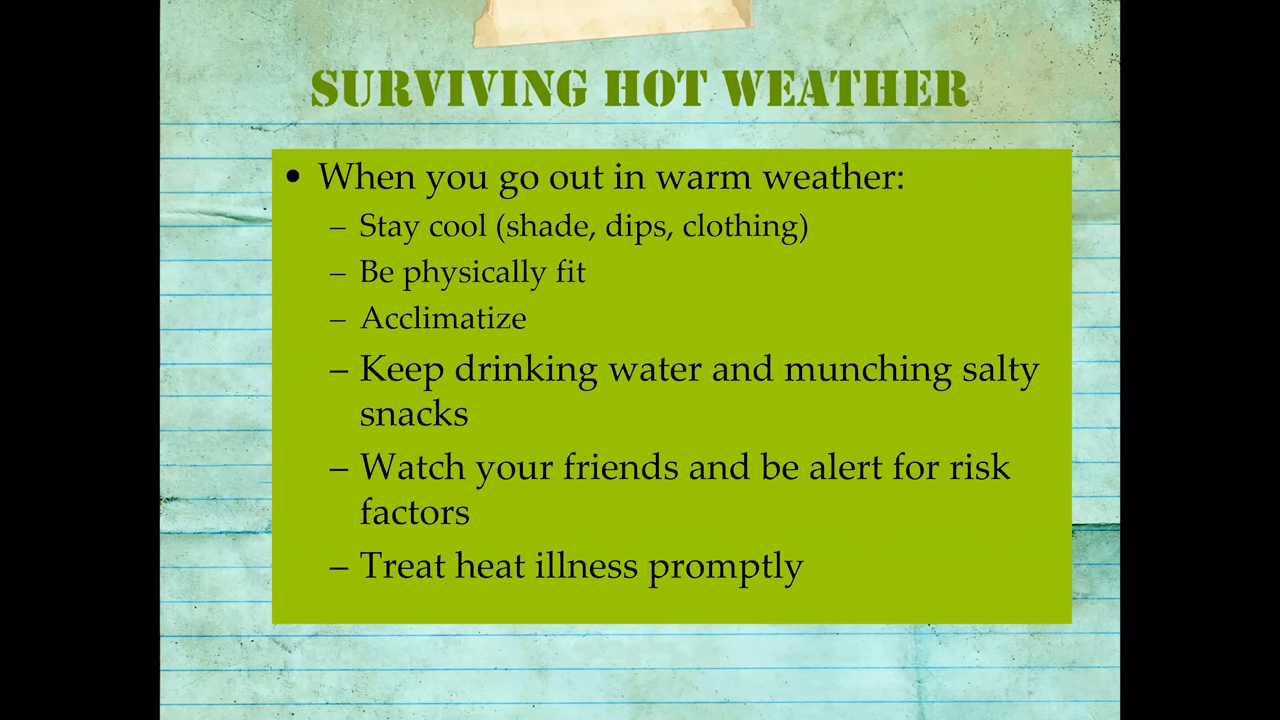 SURVIVING HOT WEATHER
• When you go out in warm weather:
– Stay cool (shade, dips, clothing)
– Be physically fit
– Acclimatize
– Keep drinking water and munching salty
snacks
– Watch your friends and be alert for risk
factors
– Treat heat illness promptly